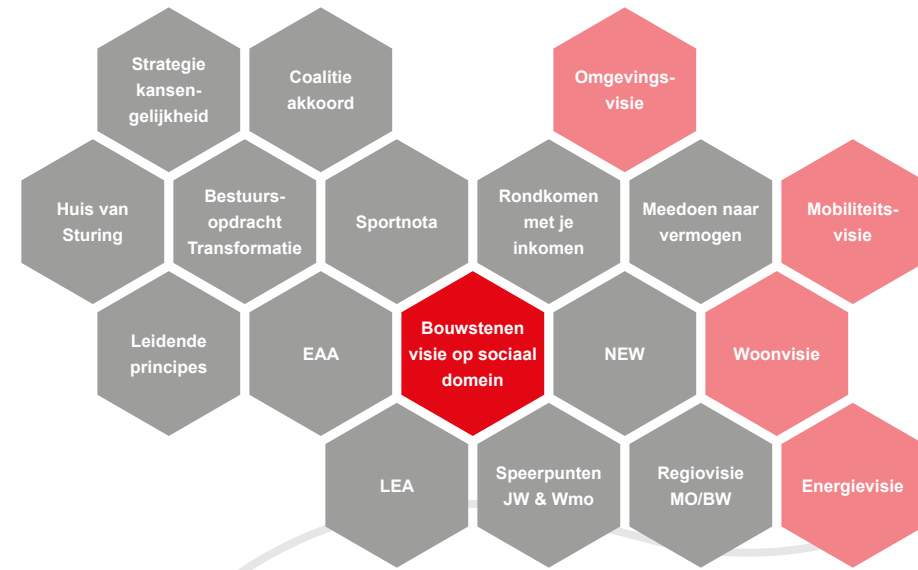 Strategie
kansen-
gelijkheid
Coalitie
akkoord
Omgevings-
visie
Huis van
Sturing
Bestuurs-
opdracht
Transformatie
Sportnota
Rondkomen
met je
inkomen
Meedoen naar
vermogen
Mobiliteits-
visie
Leidende
principes
EAA
Bouwstenen
visie op sociaal
domein
NEW
Woonvisie
LEA
Speerpunten
JW & Wmo
Regiovisie
MO/BW
Energievisie